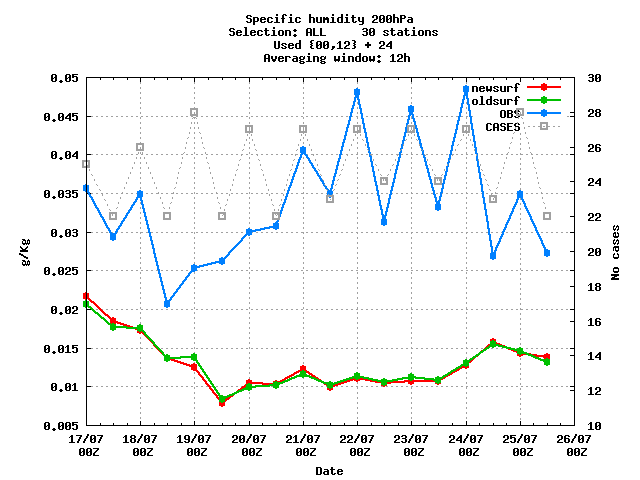 Specific humidity 200hPa
Selection: ALL 30 stations
Used {00,12} + 24
Averaging window: 12h
newsurf
oldsurf
OBS
CASES
0.05
0.045
0.04
0.035
0.03
0.025
0.02
0.015
0.01
0.005
g/Kg
30
28
26
24
22
20
18
16
14
12
10
No cases
17/07 18/07 19/07 20/07 21/07 22/07 23/07 24/07 25/07 26/07
00Z 00Z 00Z 00Z 00Z 00Z 00Z 00Z 00Z 00Z
Date